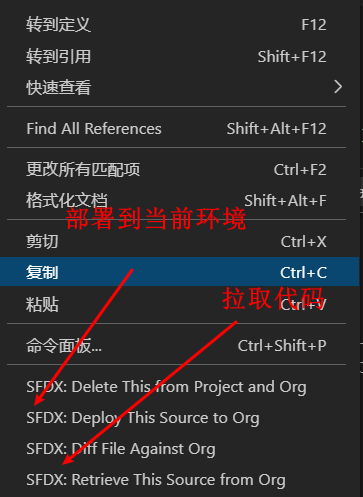 转到定义 F12
转到引用 Shift+F12
快速查看
Find All References Shift+Alt+F12
更改所有匹配项 Ctrl+F2
格式化文档 Shift+Alt+F
部署到当前环境
剪切 Ctrl+X
复制 Ctrl+C
拉取代码
粘贴 Ctrl+V
命令面板... Ctrl+Shift+P
SFDX: Delete This from Project and Org
SFDX: Deploy This Source to Org
SFDX: Diff File Against Org
SFDX: Retrieve This Source from Org